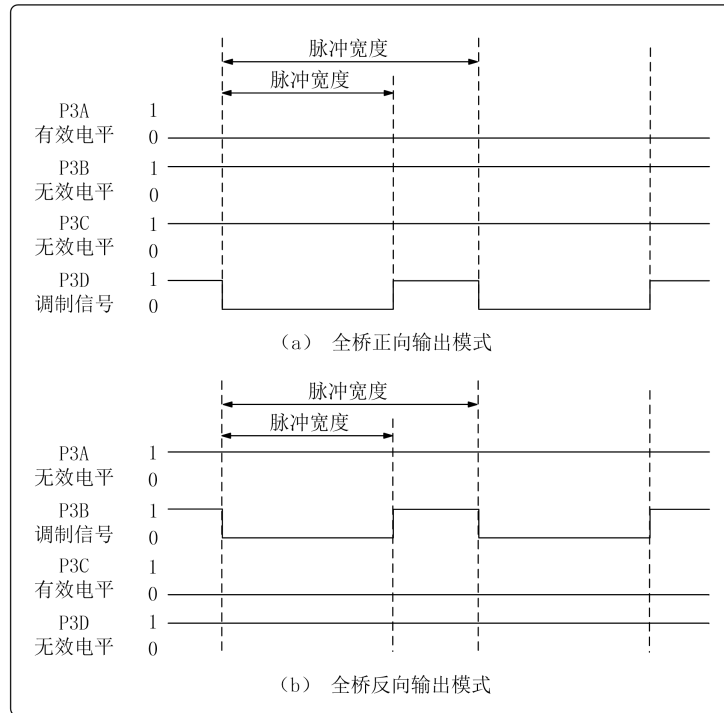 脉冲宽度
脉冲宽度
P3A 1
有效电平 0
P3B 1
无效电平 0
P3C 1
无效电平 0
P3D 1
调制信号 0
（a） 全桥正向输出模式
脉冲宽度
脉冲宽度
P3A 1
无效电平 0
P3B 1
调制信号 0
P3C 1
有效电平 0
P3D 1
无效电平 0
（b） 全桥反向输出模式